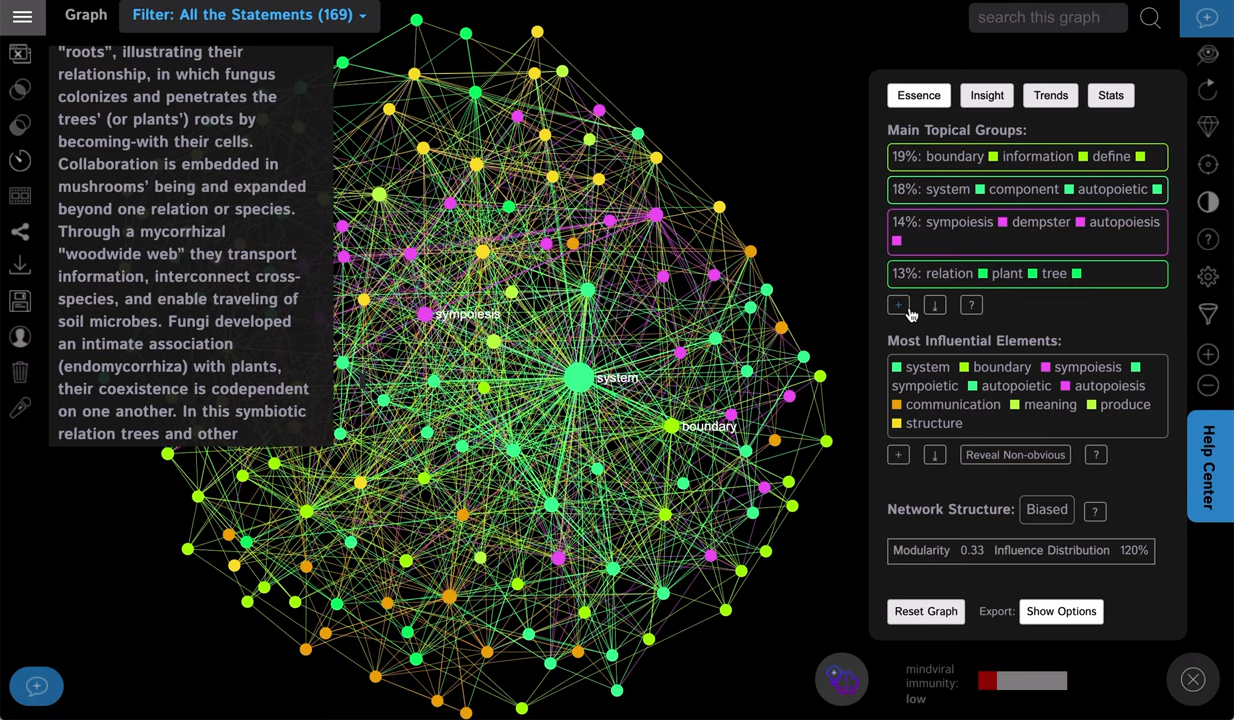 Graph
Filter: All the Statements (169)
search this graph
"roots", illustrating their
relationship, in which fungus
colonizes and penetrates the
trees' (or plants') roots by
becoming-with their cells.
Collaboration is embedded in
mushrooms' being and expanded
beyond one relation or species.
Through a mycorrhizal
"woodwide web" they transport
information, interconnect cross-
species, and enable traveling of
soil microbes. Fungi developed
an intimate association
(endomycorrhiza) with plants,
their coexistence is codependent
on one another. In this symbiotic
relation trees and other
sympoiesis
system
boundary
Essence Insight Trends Stats
Main Topical Groups:
19%: boundary information define
18%: system component autopoietic
14%: sympoiesis dempster autopoiesis
13%: relation plant tree
+ ?
Most Influential Elements:
system boundary sympoiesis
sympoietic autopoietic autopoiesis
communication meaning produce
structure
+ Reveal Non-obvious ?
Network Structure: Biased ?
Modularity 0.33 Influence Distribution 120%
Reset Graph Export: Show Options
mindviral
immunity:
low
Help Center